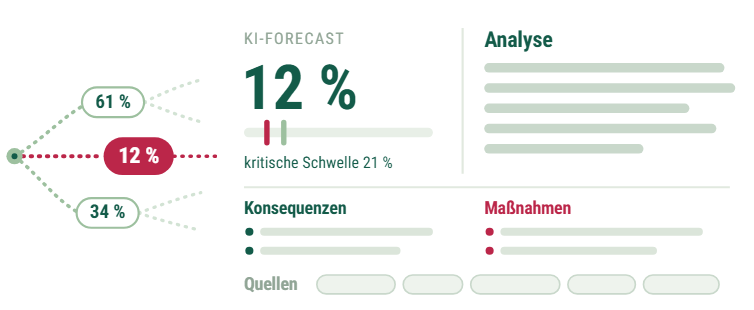 61 %
12 %
34 %
KI-FORECAST
12 %
kritische Schwelle 21 %
Analyse
Konsequenzen
Maßnahmen
Quellen